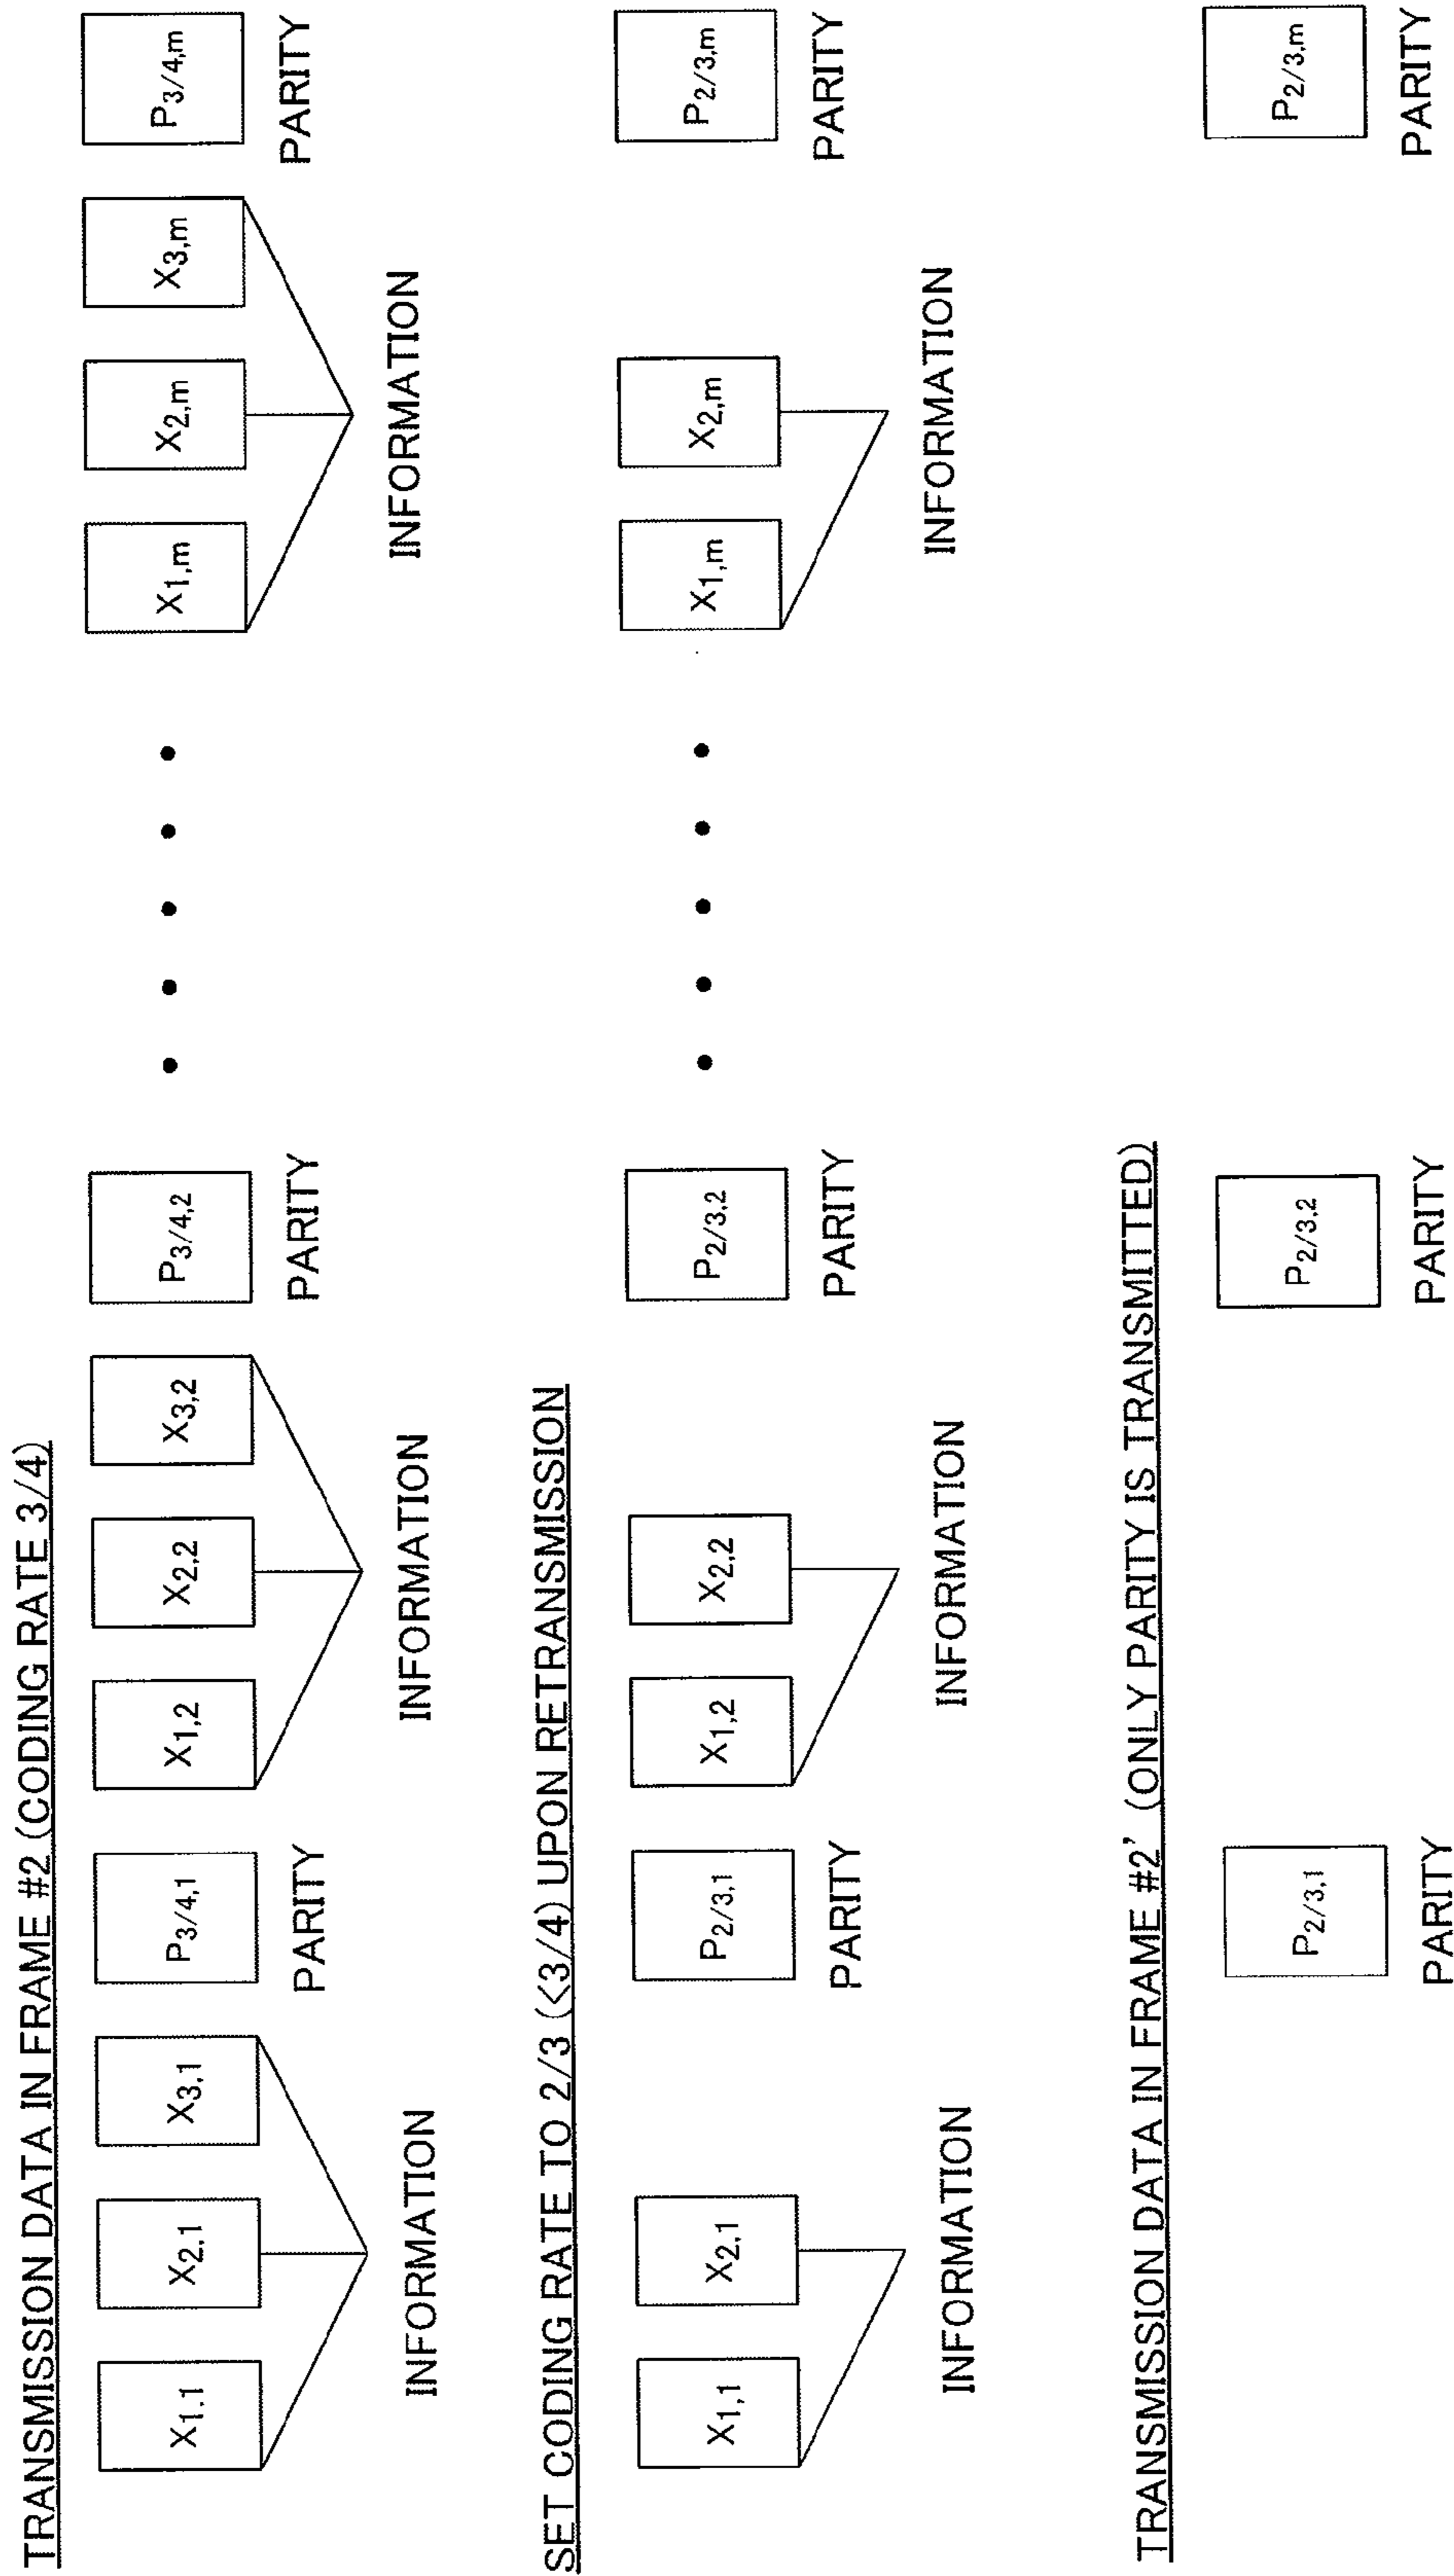 TRANSMISSION DATA IN FRAME #2 (CODING RATE 3/4)
X1,1 X2,1 X3,1 P3/4,1 X1,2 X2,2 X3,2 P3/4,2 • • • • • X1,m X2,m X3,m P3/4,m
PARITY PARITY PARITY
INFORMATION INFORMATION INFORMATION
SET CODING RATE TO 2/3 (<3/4) UPON RETRANSMISSION
X1,1 X2,1 P2/3,1 X1,2 X2,2 P2/3,2 • • • • • X1,m X2,m P2/3,m
PARITY PARITY PARITY
INFORMATION INFORMATION INFORMATION
TRANSMISSION DATA IN FRAME #2' (ONLY PARITY IS TRANSMITTED)
P2/3,1 P2/3,2 P2/3,m
PARITY PARITY PARITY